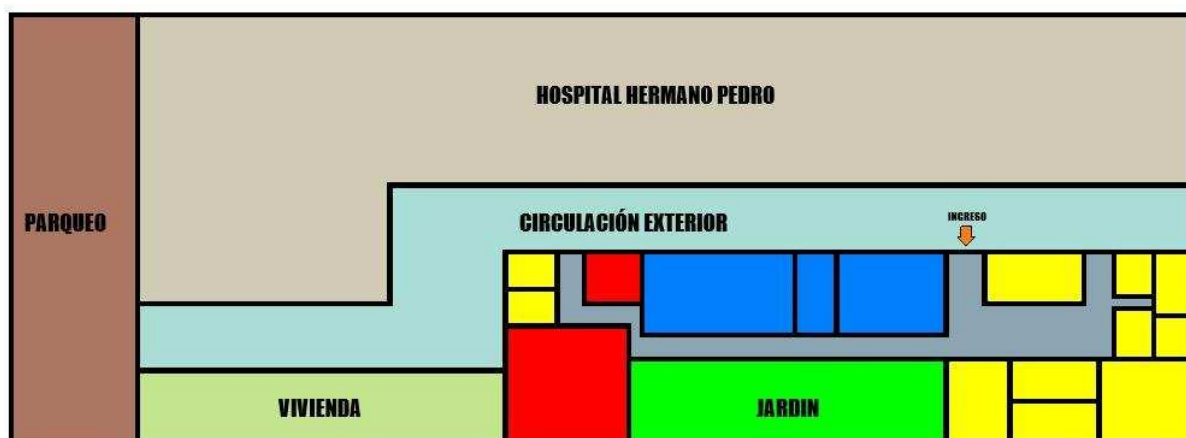 HOSPITAL HERMANO PEDRO
PARQUEO
CIRCULACIÓN EXTERIOR
INGRESO
VIVIENDA
JARDIN